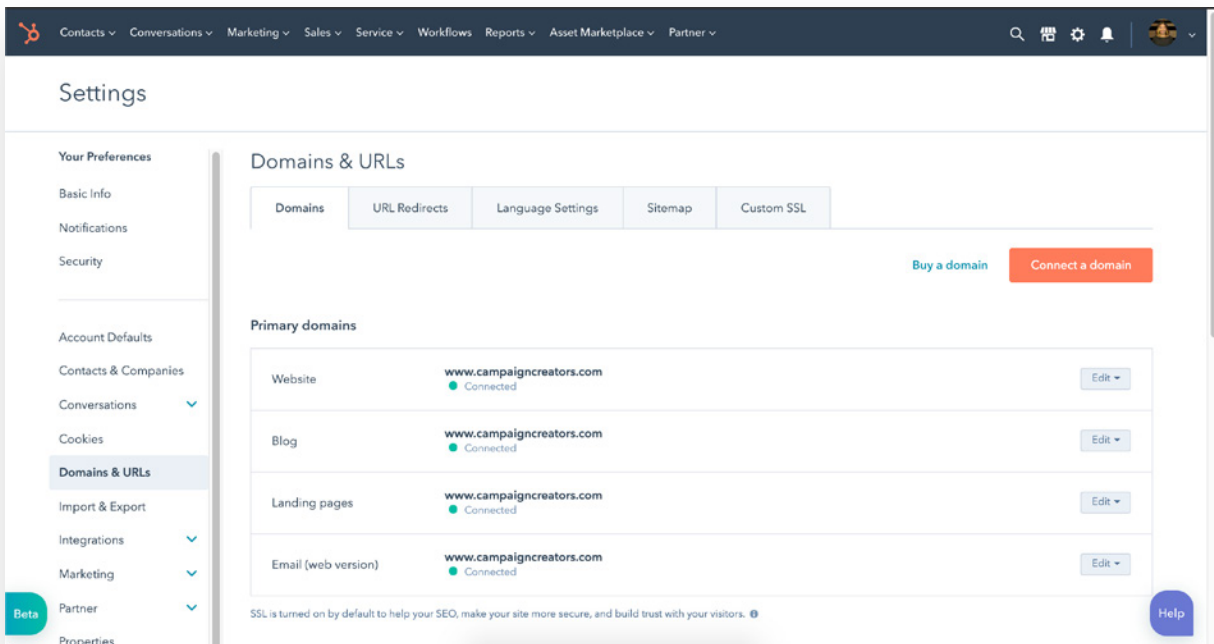 Contacts Conversations Marketing Sales Service Workflows Reports Asset Marketplace Partner
Settings
Your Preferences
Basic Info
Notifications
Security
Account Defaults
Contacts & Companies
Conversations
Cookies
Domains & URLs
Import & Export
Integrations
Marketing
Partner
Properties
Beta
Domains & URLs
Domains URL Redirects Language Settings Sitemap Custom SSL
Buy a domain Connect a domain
Primary domains
Website www.campaigncreators.com Edit
Connected
Blog www.campaigncreators.com Edit
Connected
Landing pages www.campaigncreators.com Edit
Connected
Email (web version) www.campaigncreators.com Edit
Connected
SSL is turned on by default to help your SEO, make your site more secure, and build trust with your visitors.
Help